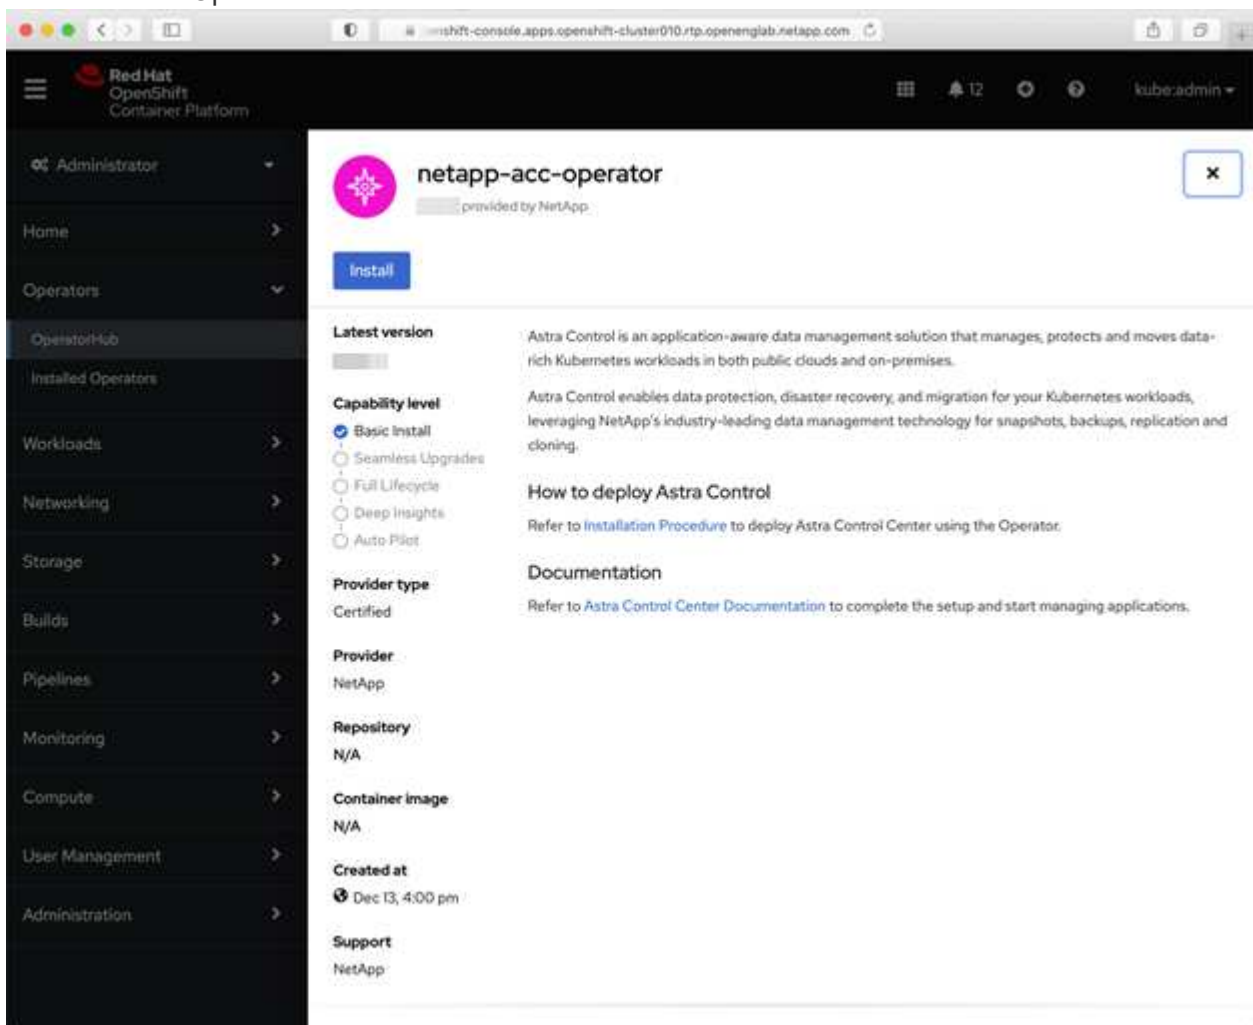 shift-console.apps.openshift-cluster010.rtp.openenglab.netapp.com
Red Hat
OpenShift
Container Platform
12
kube:admin
Administrator
Home
Operators
OperatorHub
Installed Operators
Workloads
Networking
Storage
Builds
Pipelines
Monitoring
Compute
User Management
Administration
netapp-acc-operator
provided by NetApp
Install
Latest version
Capability level
Basic Install
Seamless Upgrades
Full Lifecycle
Deep Insights
Auto Pilot
Provider type
Certified
Provider
NetApp
Repository
N/A
Container image
N/A
Created at
Dec 13, 4:00 pm
Support
NetApp
Astra Control is an application-aware data management solution that manages, protects and moves data-
rich Kubernetes workloads in both public clouds and on-premises.
Astra Control enables data protection, disaster recovery, and migration for your Kubernetes workloads,
leveraging NetApp's industry-leading data management technology for snapshots, backups, replication and
cloning.
How to deploy Astra Control
Refer to Installation Procedure to deploy Astra Control Center using the Operator.
Documentation
Refer to Astra Control Center Documentation to complete the setup and start managing applications.